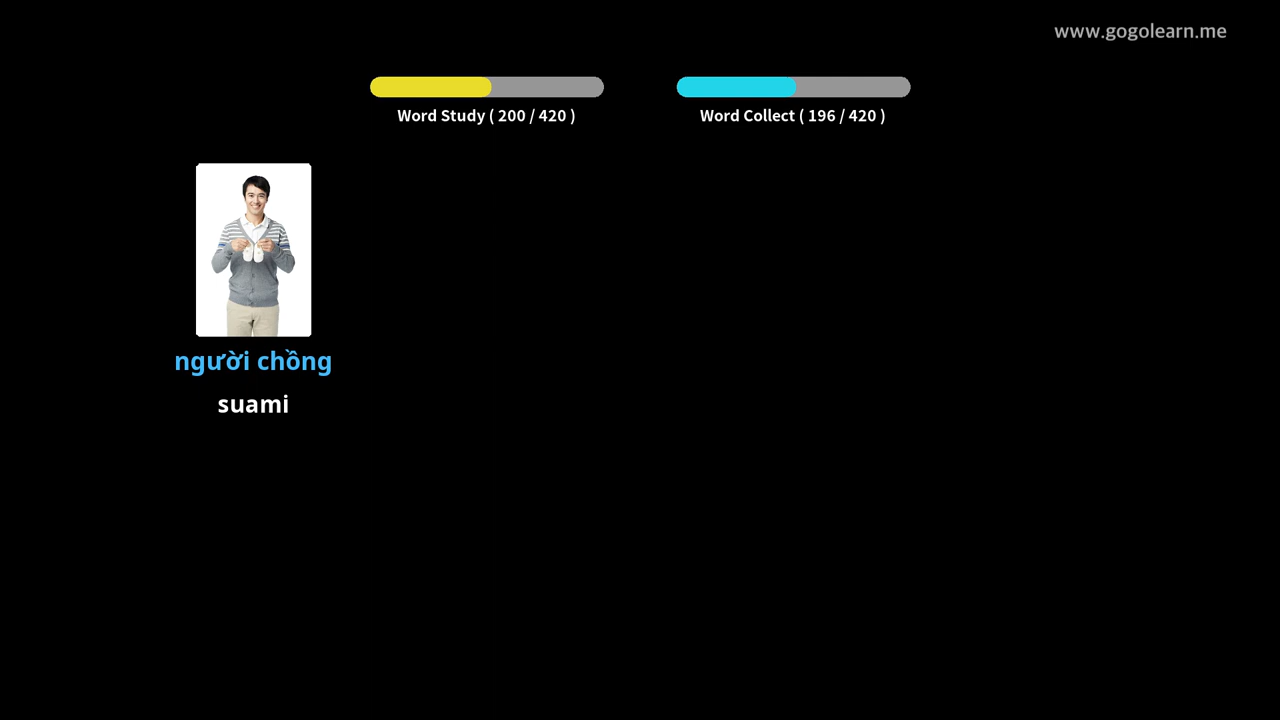 www.gogolearn.me
Word Study ( 200 / 420 )
Word Collect ( 196 / 420 )
người chồng
suami